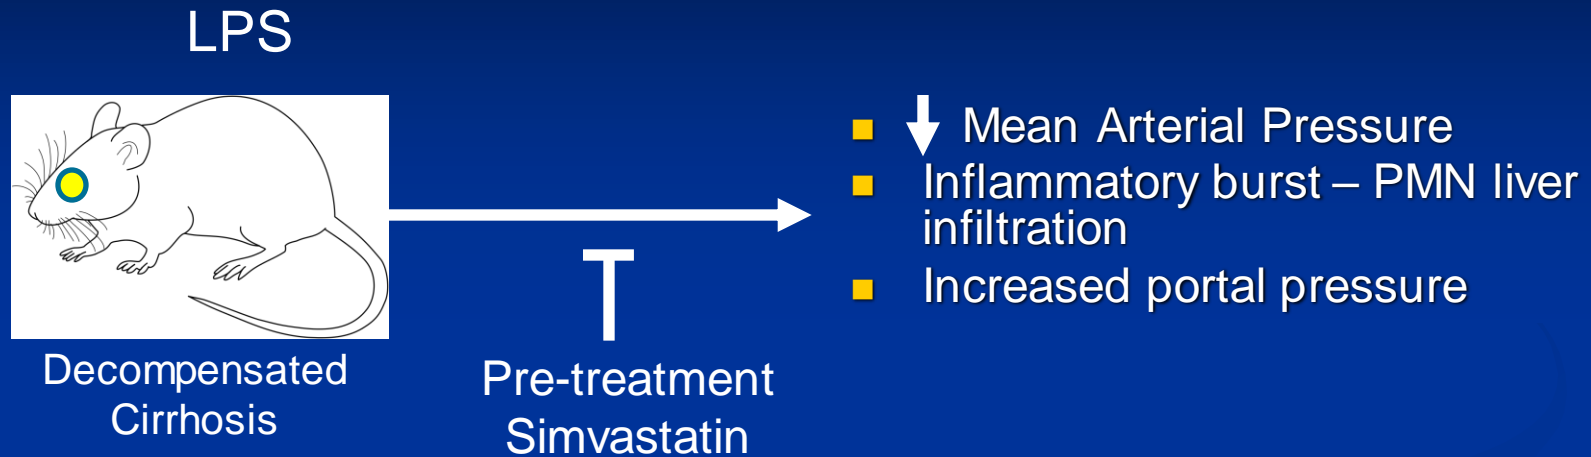 LPS
Decompensated
Cirrhosis
Pre-treatment
Simvastatin
Mean Arterial Pressure
Inflammatory burst – PMN liver
infiltration
Increased portal pressure